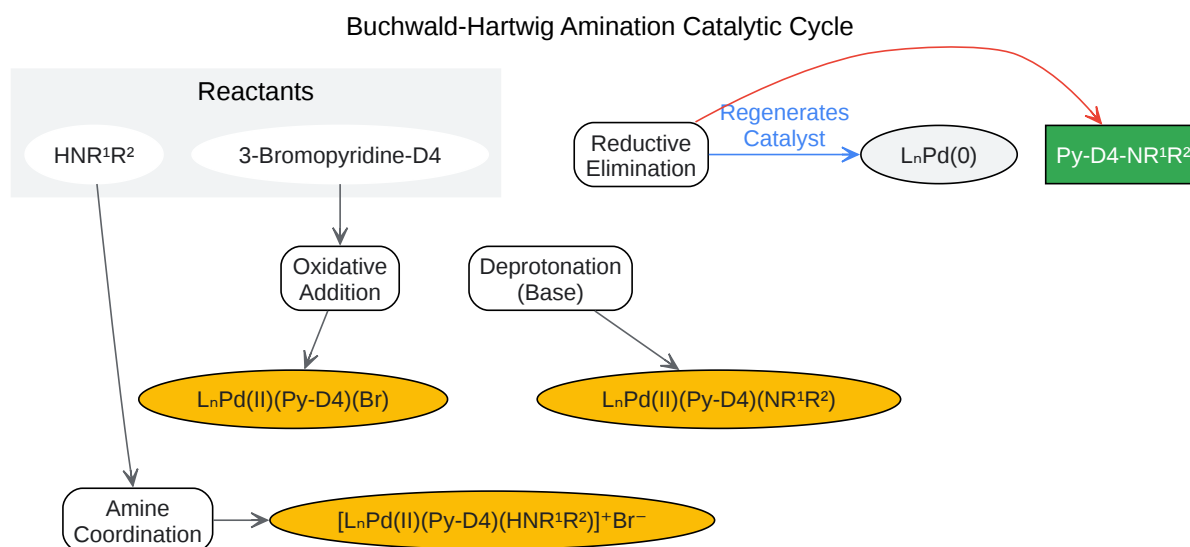 Buchwald-Hartwig Amination Catalytic Cycle
Reactants
HNR¹R²
3-Bromopyridine-D4
Regenerates
Catalyst
Reductive
Elimination
LₙPd(0)
Py-D4-NR¹R²
Oxidative
Addition
Deprotonation
(Base)
LₙPd(II)(Py-D4)(Br)
LₙPd(II)(Py-D4)(NR¹R²)
Amine
Coordination
[LₙPd(II)(Py-D4)(HNR¹R²)]⁺Br⁻